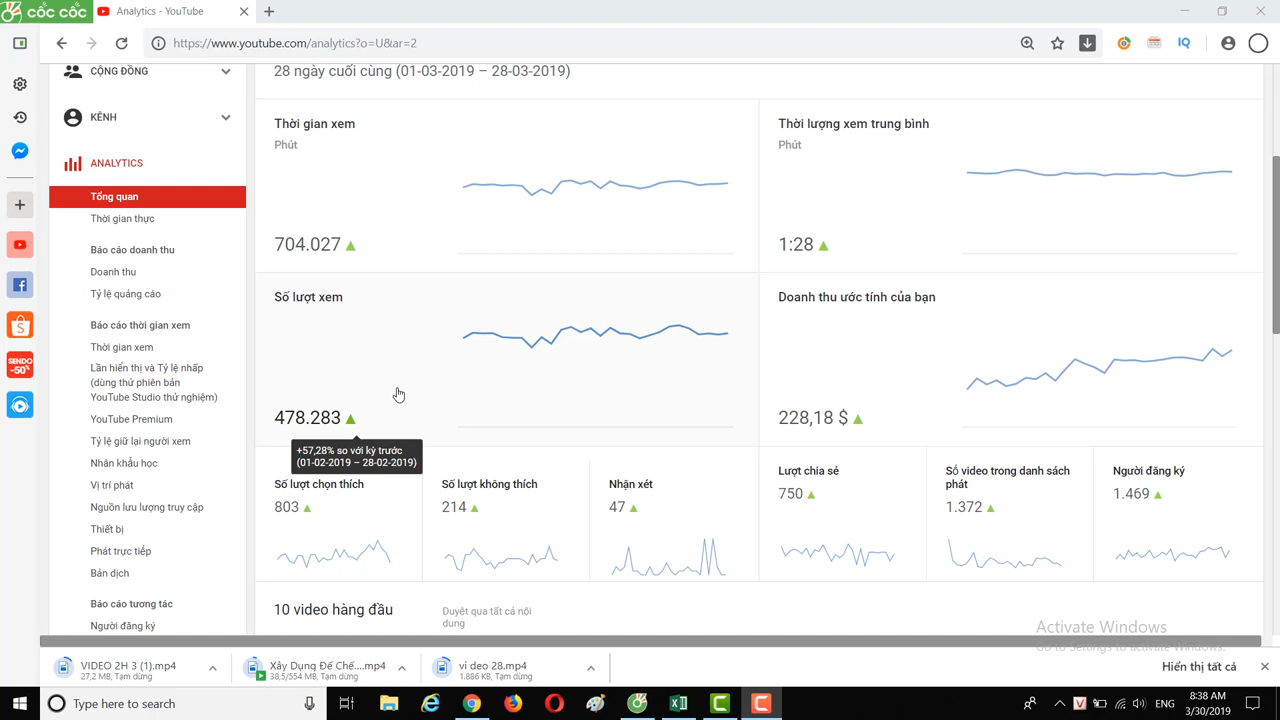 cốc cốc
Analytics - YouTube
https://www.youtube.com/analytics?o=U&ar=2
IQ
SENDO
-50%
CỘNG ĐỒNG
KÊNH
ANALYTICS
Tổng quan
Thời gian thực
Báo cáo doanh thu
Doanh thu
Tỷ lệ quảng cáo
Báo cáo thời gian xem
Thời gian xem
Lần hiển thị và Tỷ lệ nhấp
(dùng thử phiên bản
YouTube Studio thử nghiệm)
YouTube Premium
Tỷ lệ giữ lại người xem
Nhân khẩu học
Vị trí phát
Nguồn lưu lượng truy cập
Thiết bị
Phát trực tiếp
Bản dịch
Báo cáo tương tác
Người đăng ký
28 ngày cuối cùng (01-03-2019 – 28-03-2019)
Thời gian xem
Phút
704.027
Thời lượng xem trung bình
Phút
1:28
Số lượt xem
478.283
+57,28% so với kỳ trước
(01-02-2019 – 28-02-2019)
Doanh thu ước tính của bạn
228,18 $
Số lượt chọn thích
803
Số lượt không thích
214
Nhận xét
47
Lượt chia sẻ
750
Số video trong danh sách
phát
1.372
Người đăng ký
1.469
10 video hàng đầu
Duyệt qua tất cả nội
dung
Activate Windows
Go to Settings to activate Windows.
VIDEO 2H 3 (1).mp4
27,2 MB, Tạm dừng
Xây Dựng Đế Chế....mp4
38,5/554 MB, Tạm dừng
vi deo 28.mp4
1.886 KB, Tạm dừng
Hiển thị tất cả
Type here to search
ENG
8:38 AM
3/30/2019